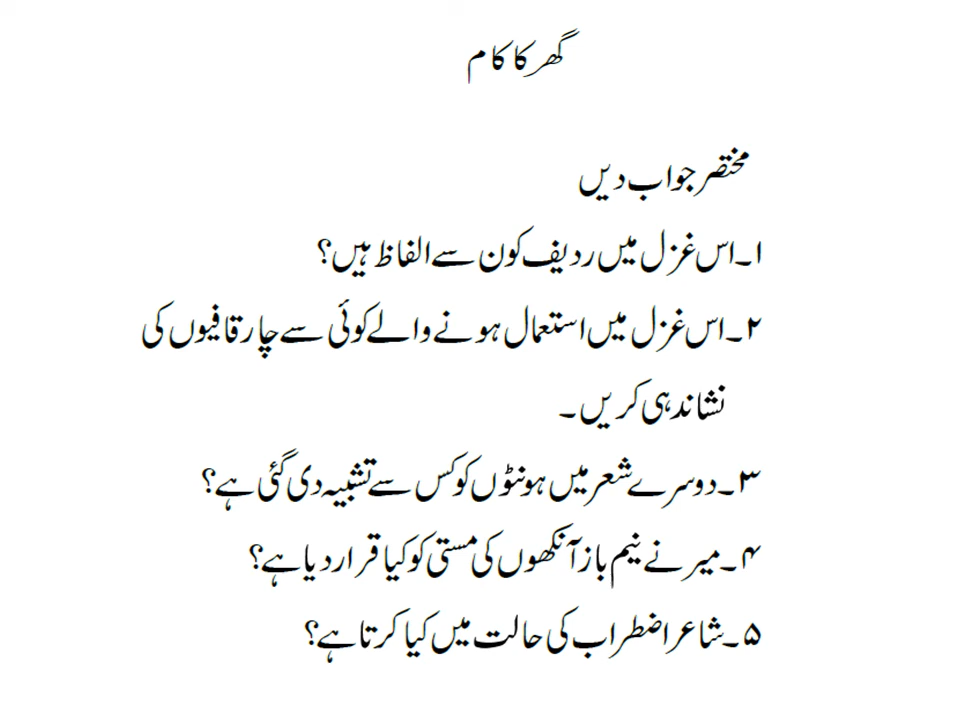 گھر کا کام
مختصر جواب دیں
۱۔اس غزل میں ردیف کون سے الفاظ ہیں؟
۲۔اس غزل میں استعمال ہونے والے کوئی سے چار قافیوں کی
نشاندہی کریں۔
۳۔دوسرے شعر میں ہونٹوں کو کس سے تشبیہ دی گئی ہے؟
۴۔میر نے نیم باز آنکھوں کی مستی کو کیا قرار دیا ہے؟
۵۔شاعر اضطراب کی حالت میں کیا کرتا ہے؟